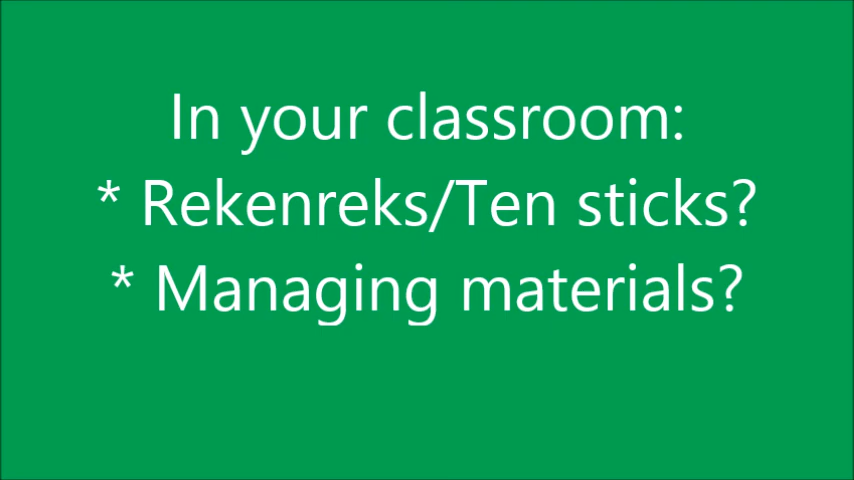 In your classroom:
* Rekenreks/Ten sticks?
* Managing materials?